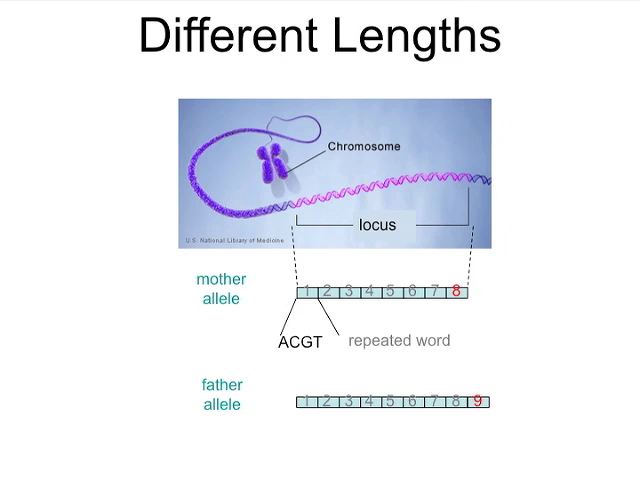 Different Lengths
Chromosome
locus
U.S. National Library of Medicine
mother
allele
1 2 3 4 5 6 7 8
ACGT repeated word
father
allele
1 2 3 4 5 6 7 8 9